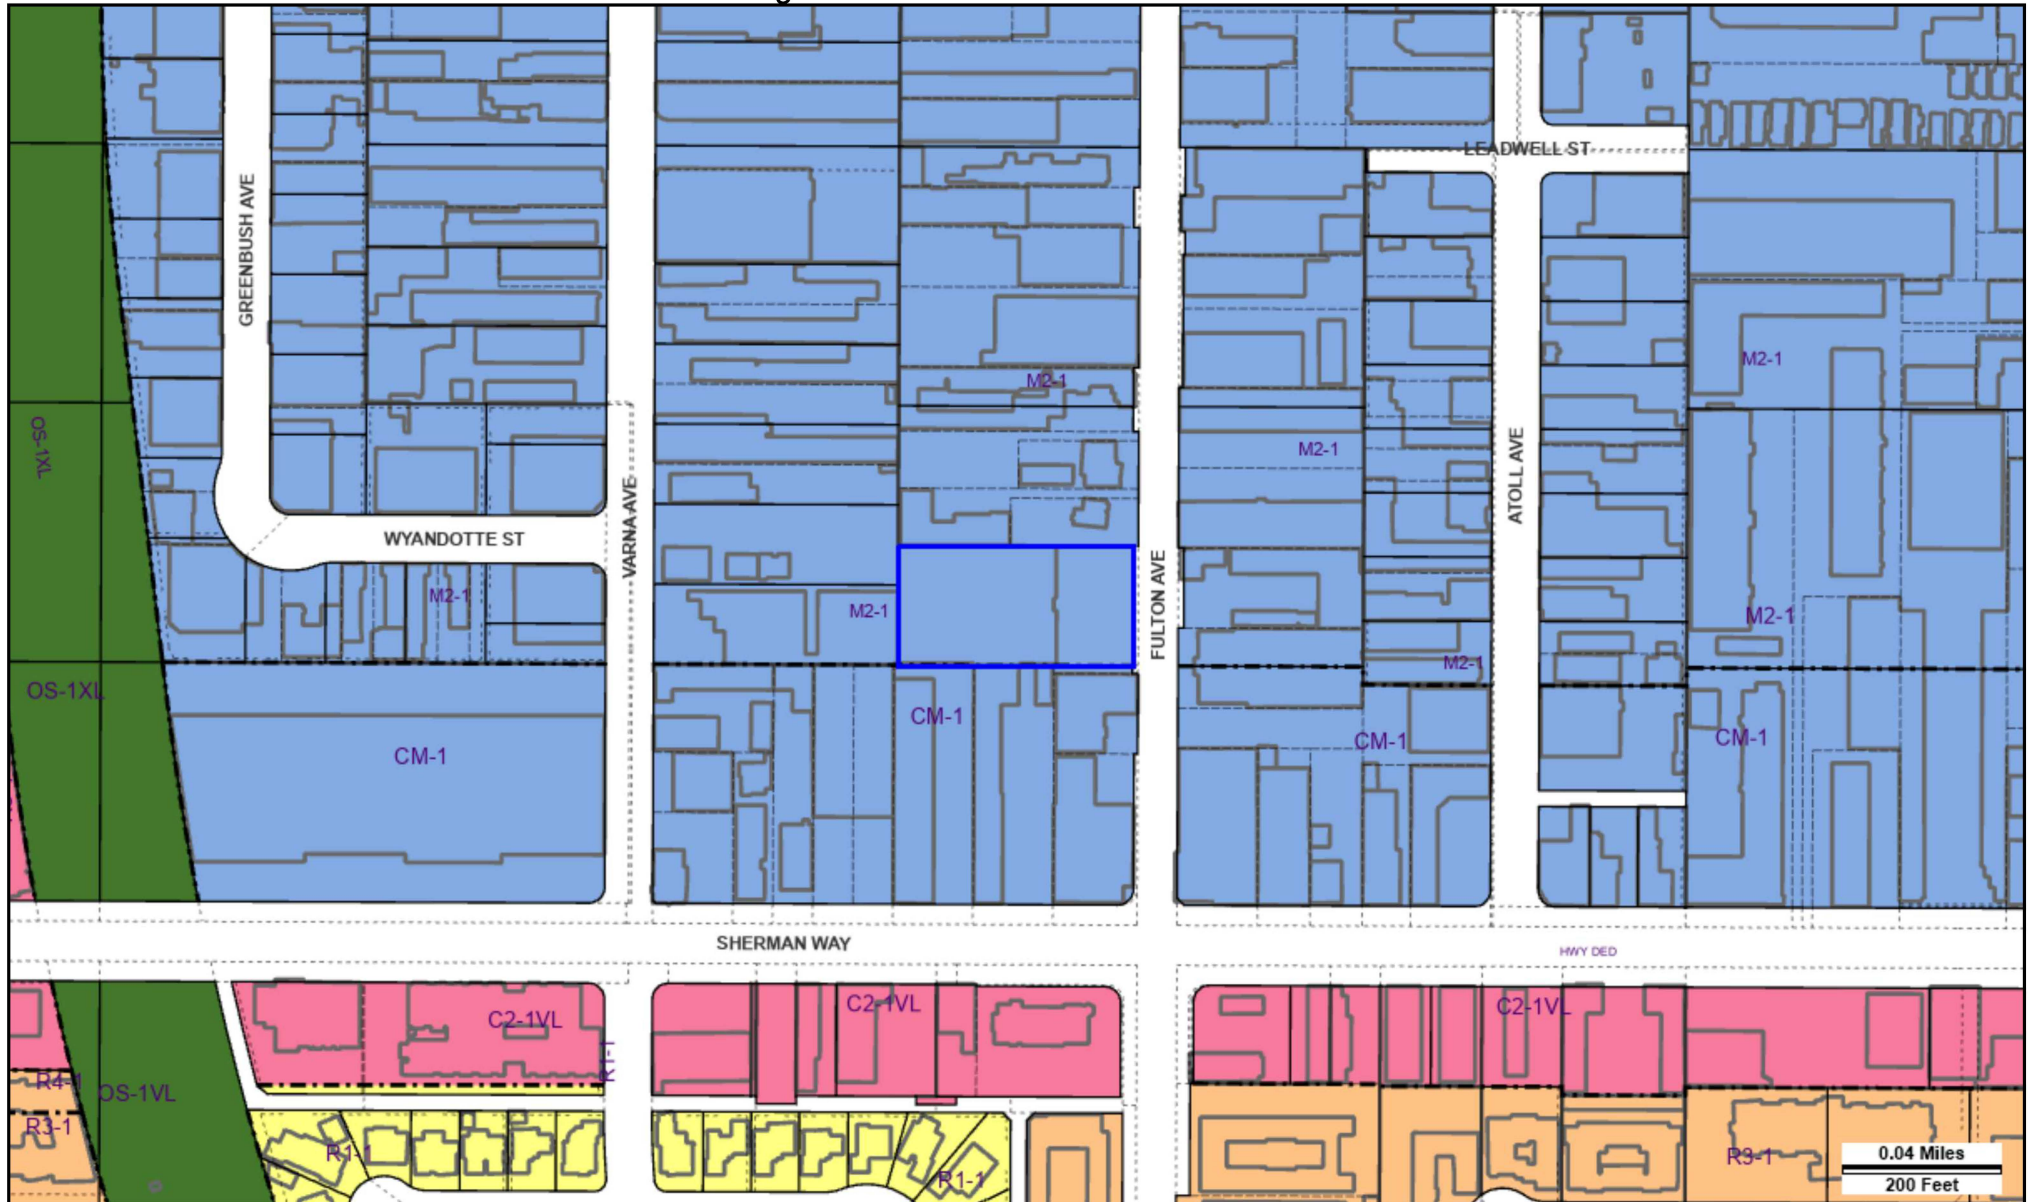 LEADWELL ST
GREENBUSH AVE
M2-1
M2-1
OS-1XL
M2-1
ATOLL AVE
VARNA AVE
WYANDOTTE ST
FULTON AVE
M2-1
M2-1
M2-1
M2-1
OS-1XL
CM-1
CM-1
CM-1
CM-1
SHERMAN WAY
HWY DED
C2-1VL
C2-1VL
C2-1VL
R1-1
R4-1
OS-1VL
R3-1
R1-1
R1-1
R3-1
0.04 Miles
200 Feet